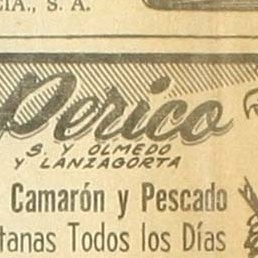 CIA., S. A.
Perico
S. Y OLMEDO
Y LANZAGORTA
Camarón y Pescado
tanas Todos los Días